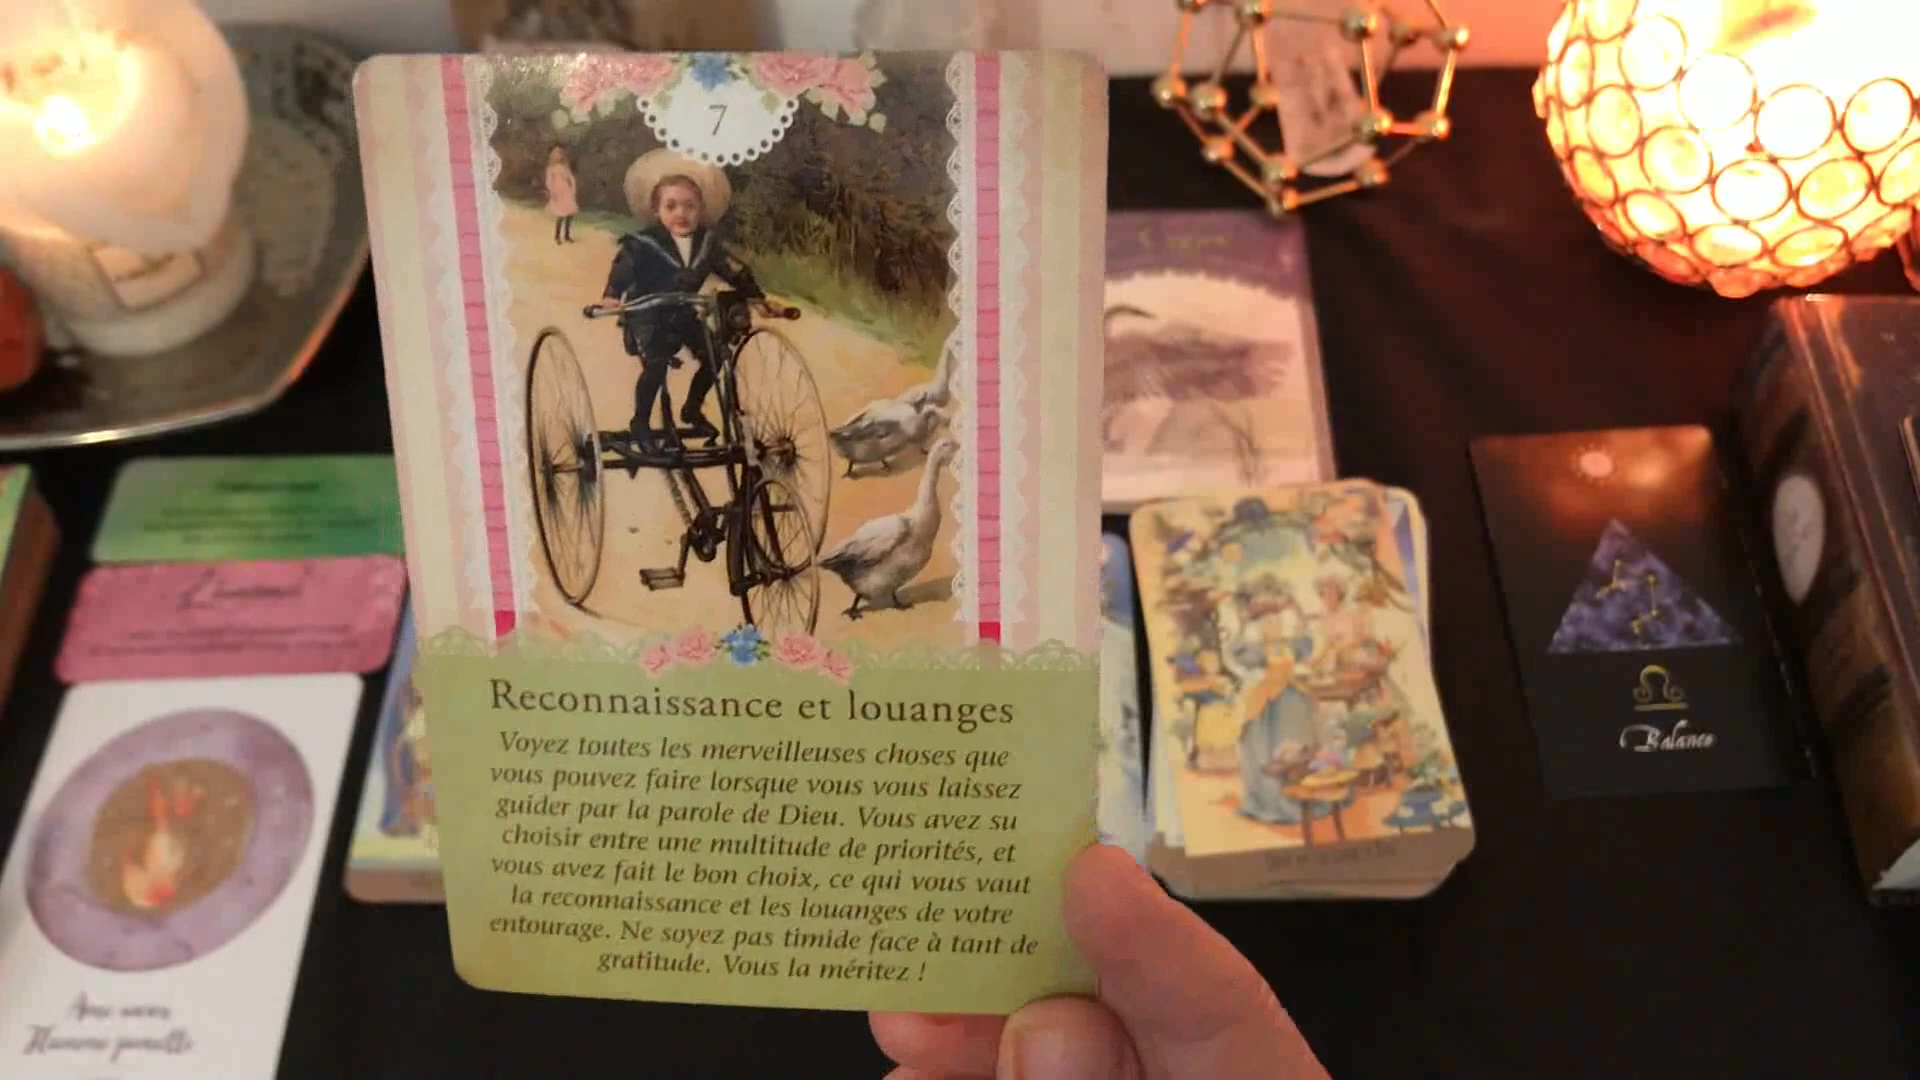 7
Reconnaissance et louanges
Voyez toutes les merveilleuses choses que
vous pouvez faire lorsque vous vous laissez
guider par la parole de Dieu. Vous avez su
choisir entre une multitude de priorités, et
vous avez fait le bon choix, ce qui vous vaut
la reconnaissance et les louanges de votre
entourage. Ne soyez pas timide face à tant de
gratitude. Vous la méritez !
Balance
Flamme jumelle